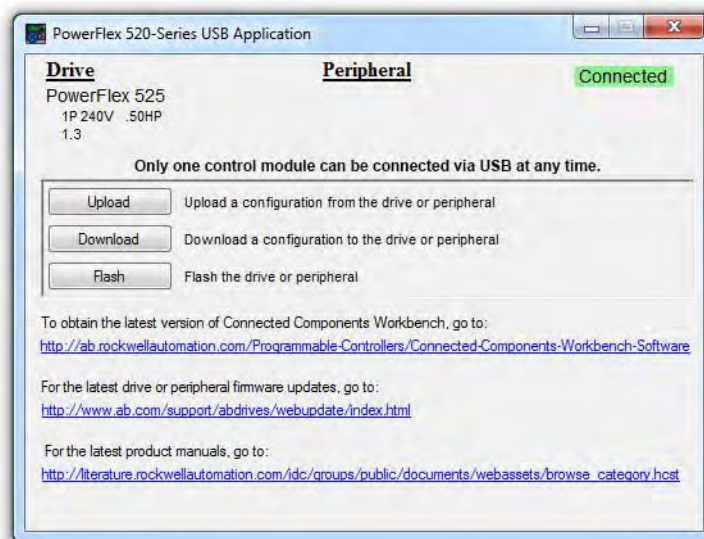 PowerFlex 520-Series USB Application
Drive Peripheral Connected
PowerFlex 525
1P 240V .50HP
1.3
Only one control module can be connected via USB at any time.
Upload Upload a configuration from the drive or peripheral
Download Download a configuration to the drive or peripheral
Flash Flash the drive or peripheral
To obtain the latest version of Connected Components Workbench, go to:
http://ab.rockwellautomation.com/Programmable-Controllers/Connected-Components-Workbench-Software
For the latest drive or peripheral firmware updates, go to:
http://www.ab.com/support/abdrives/webupdate/index.html
For the latest product manuals, go to:
http://literature.rockwellautomation.com/idc/groups/public/documents/webassets/browse_category.hcst